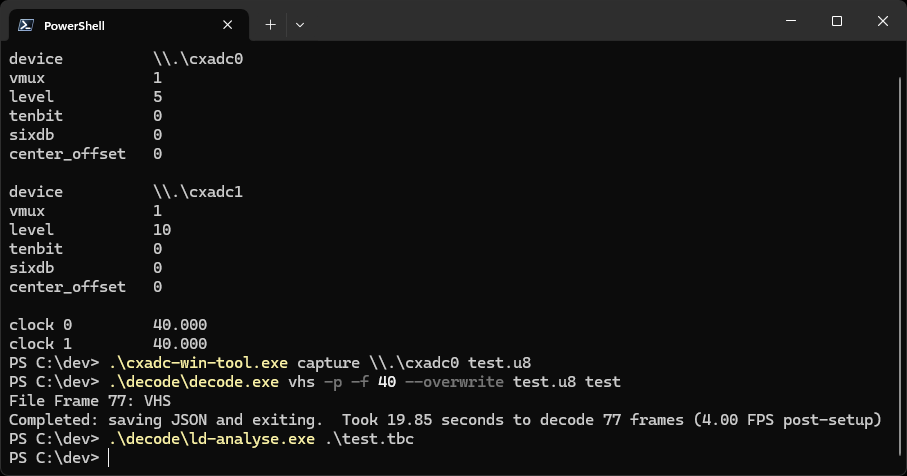 PowerShell
device          \\.\cxadc0
vmux            1
level           5
tenbit          0
sixdb           0
center_offset   0
device          \\.\cxadc1
vmux            1
level           10
tenbit          0
sixdb           0
center_offset   0
clock 0         40.000
clock 1         40.000
PS C:\dev> .\cxadc-win-tool.exe capture \\.\cxadc0 test.u8
PS C:\dev> .\decode\decode.exe vhs -p -f 40 --overwrite test.u8 test
File Frame 77: VHS
Completed: saving JSON and exiting.  Took 19.85 seconds to decode 77 frames (4.00 FPS post-setup)
PS C:\dev> .\decode\ld-analyse.exe .\test.tbc
PS C:\dev>